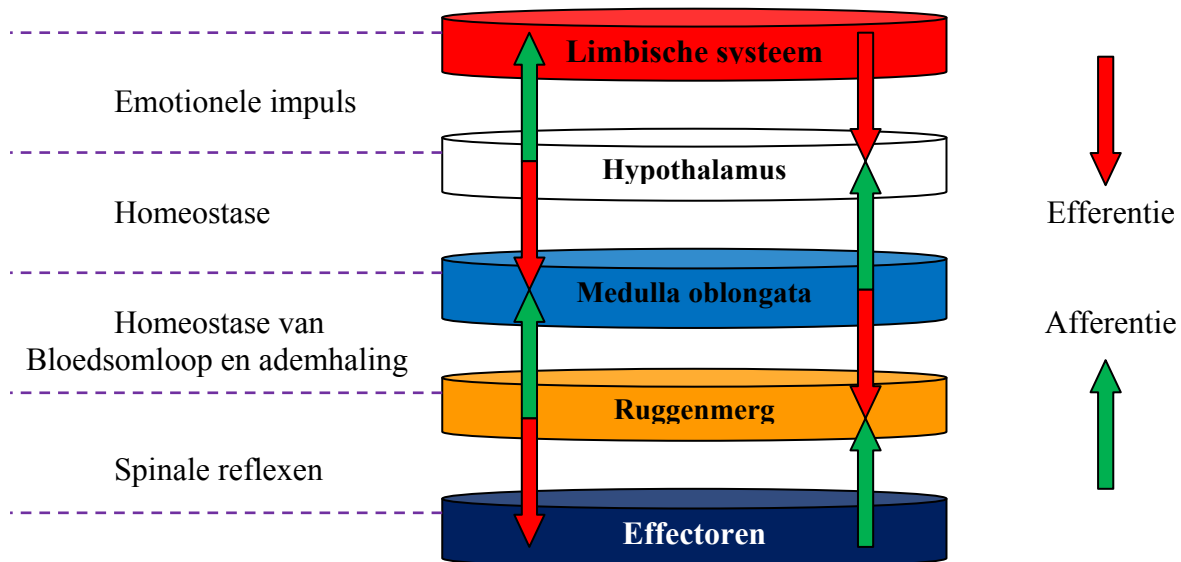 Limbische systeem
Emotionele impuls
Hypothalamus
Homeostase
Efferentie
Medulla oblongata
Homeostase van
Bloedsomloop en ademhaling
Afferentie
Ruggenmerg
Spinale reflexen
Effectoren